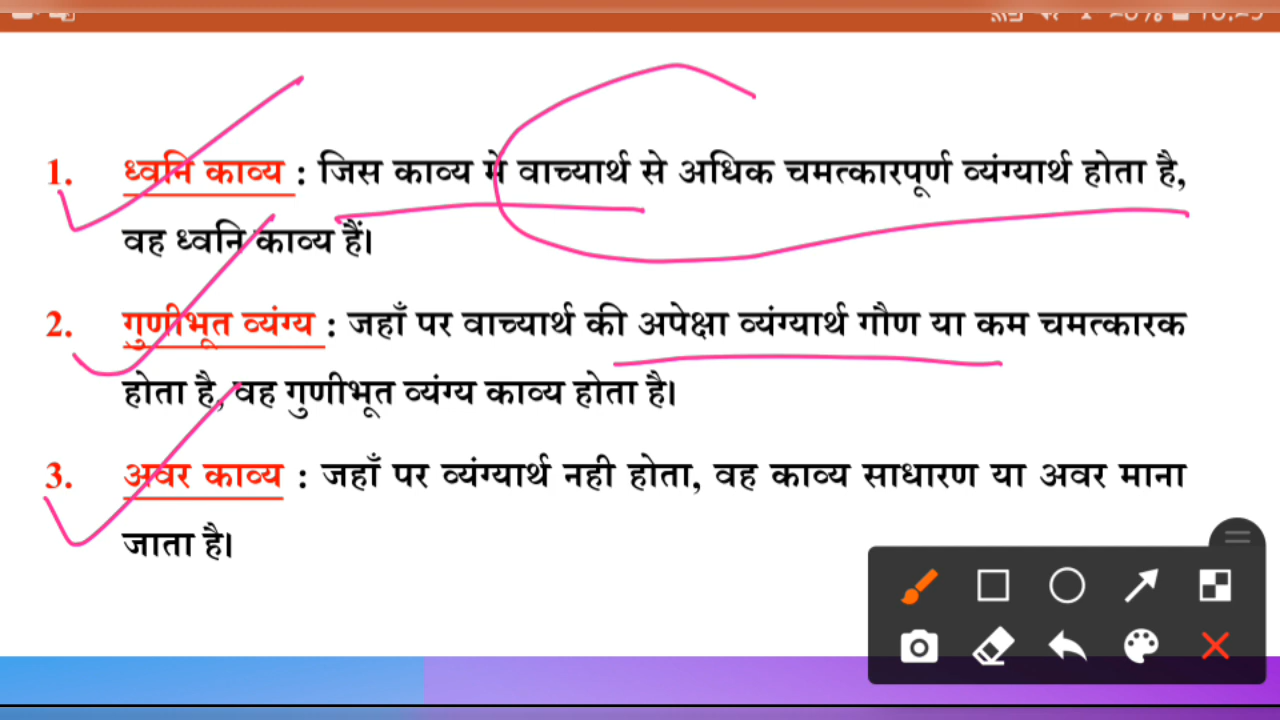 1. ध्वनि काव्य : जिस काव्य मे वाच्यार्थ से अधिक चमत्कारपूर्ण व्यंग्यार्थ होता है,
वह ध्वनि काव्य हैं।
2. गुणीभूत व्यंग्य : जहाँ पर वाच्यार्थ की अपेक्षा व्यंग्यार्थ गौण या कम चमत्कारक
होता है, वह गुणीभूत व्यंग्य काव्य होता है।
3. अवर काव्य : जहाँ पर व्यंग्यार्थ नही होता, वह काव्य साधारण या अवर माना
जाता है।